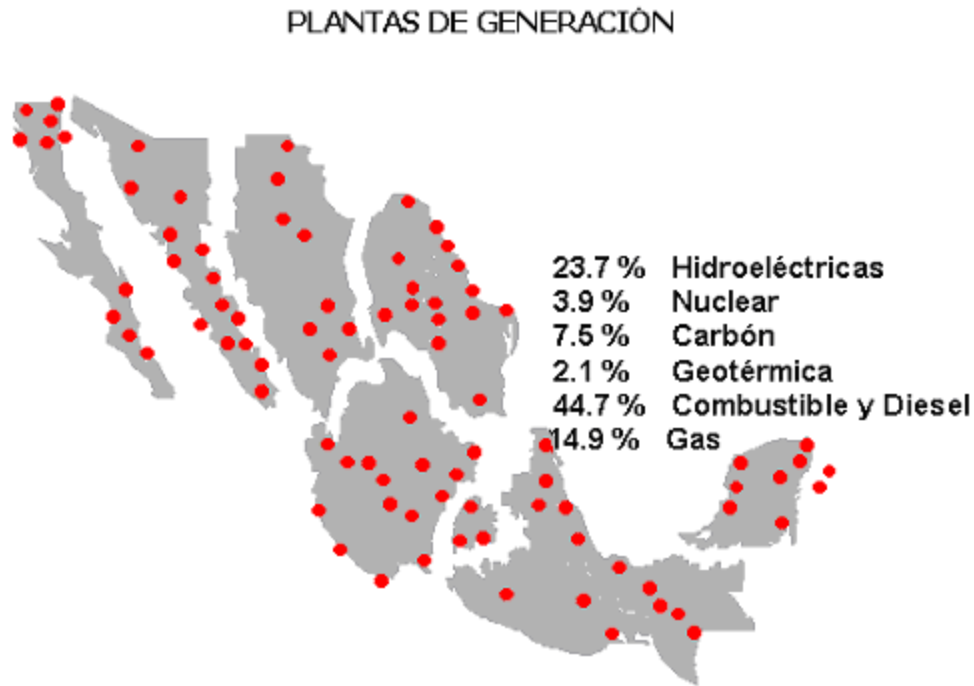 PLANTAS DE GENERACIÓN
23.7 % Hidroeléctricas
3.9 % Nuclear
7.5 % Carbón
2.1 % Geotérmica
44.7 % Combustible y Diesel
14.9 % Gas